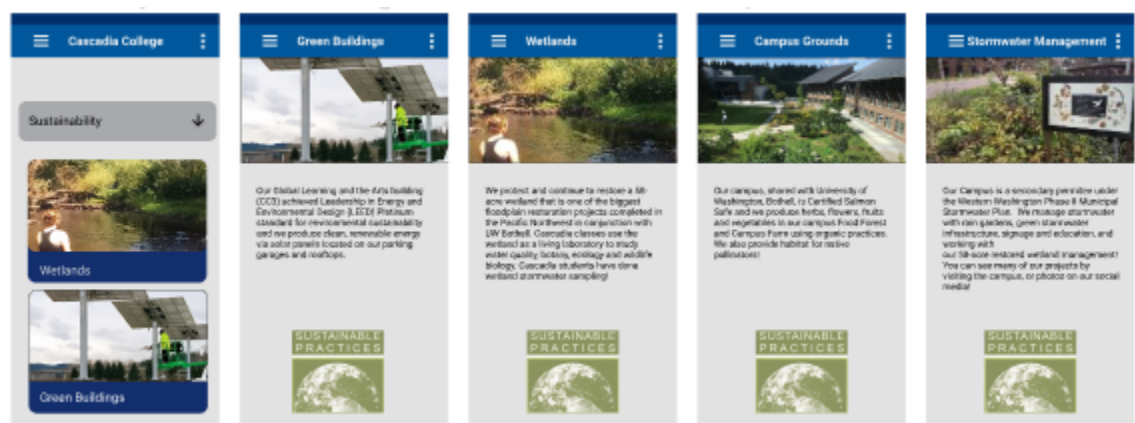 Cascadia College
Sustainability
Wetlands
Green Buildings
Green Buildings
Our Global Learning and the Arts building
(CC3) achieved Leadership in Energy and
Environmental Design (LEED) Platinum
standard for environmental sustainability
and we produce clean, renewable energy
via solar panels located on our parking
garages and rooftops.
SUSTAINABLE
PRACTICES
Wetlands
We protect and continue to restore a
acre wetland that is one of the biggest
floodplain restoration projects completed in
the Pacific Northwest in conjunction with
UW Bothell. Cascadia classes use the
wetland as a living laboratory to study
water quality, botany, ecology and wildlife
biology. Cascadia students have done
wetland stormwater sampling!
SUSTAINABLE
PRACTICES
Campus Grounds
Our campus, shared with University of
Washington, Bothell, is Certified Salmon
Safe and we produce herbs, flowers, fruits
and vegetables in our campus Food Forest
and Campus Farm using organic practices.
We also provide habitat for native
pollinators!
SUSTAINABLE
PRACTICES
Stormwater Management
Our Campus is a secondary permitee under
the Western Washington Phase II Municipal
Stormwater Plan. We manage stormwater
with rain gardens, green stormwater
infrastructure, signage and education, and
working with
our 58-acre restored wetland management!
You can see many of our projects by
visiting the campus, or photos on our social
media!
SUSTAINABLE
PRACTICES